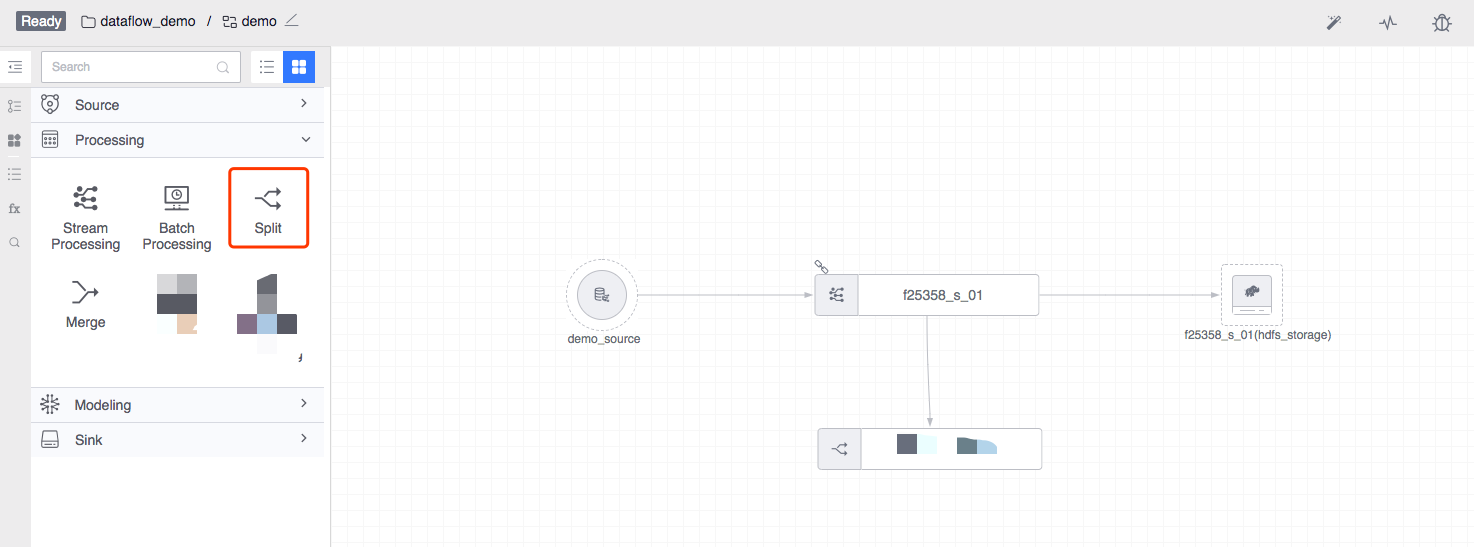 Ready dataflow_demo / demo
Search
Source
Processing
Stream
Processing
Batch
Processing
Split
Merge
Modeling
Sink
fx
f25358_s_01
demo_source
f25358_s_01(hdfs_storage)